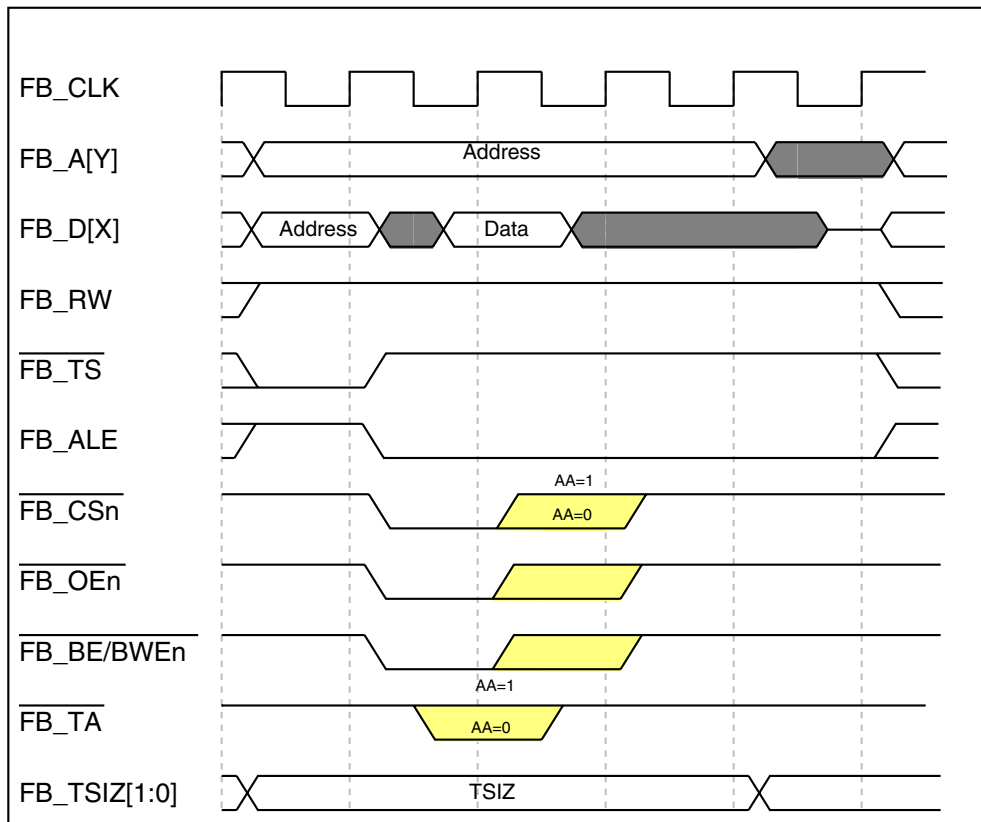 FB_CLK
FB_A[Y]
Address
FB_D[X]
Address
Data
FB_RW
FB_TS
FB_ALE
AA=1
FB_CSn
AA=0
FB_OEn
FB_BE/BWEn
AA=1
FB_TA
AA=0
FB_TSIZ[1:0]
TSIZ